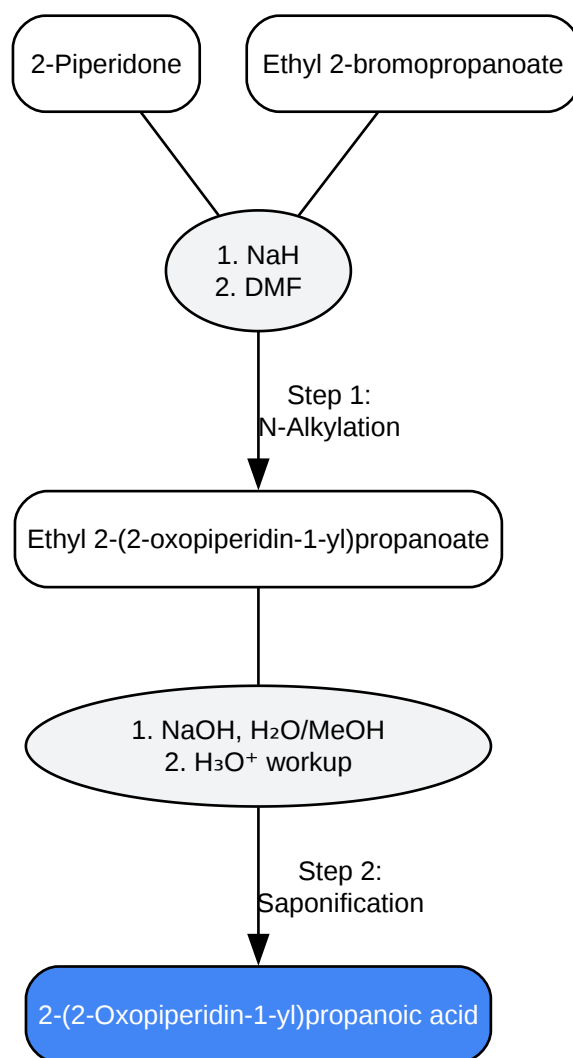 2-Piperidone
Ethyl 2-bromopropanoate
1. NaH
2. DMF
Step 1:
N-Alkylation
Ethyl 2-(2-oxopiperidin-1-yl)propanoate
1. NaOH, H₂O/MeOH
2. H₃O⁺ workup
Step 2:
Saponification
2-(2-Oxopiperidin-1-yl)propanoic acid